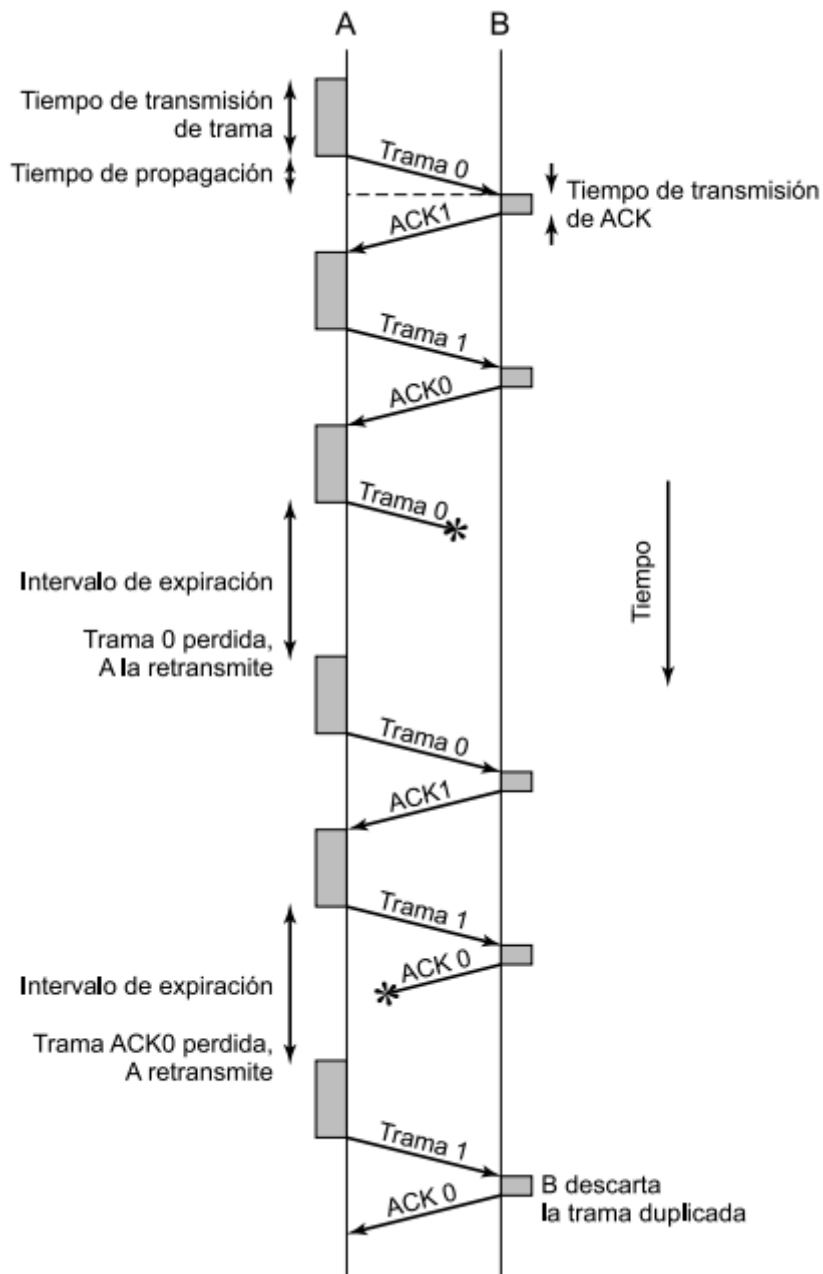 A
B
Tiempo de transmisión
de trama
Trama 0
Tiempo de propagación
Tiempo de transmisión
de ACK
ACK1
Trama 1
ACK0
Trama 0
Intervalo de expiración
Tiempo
Trama 0 perdida,
A la retransmite
Trama 0
ACK1
Trama 1
ACK 0
Intervalo de expiración
Trama ACK0 perdida,
A retransmite
Trama 1
ACK 0
B descarta
la trama duplicada